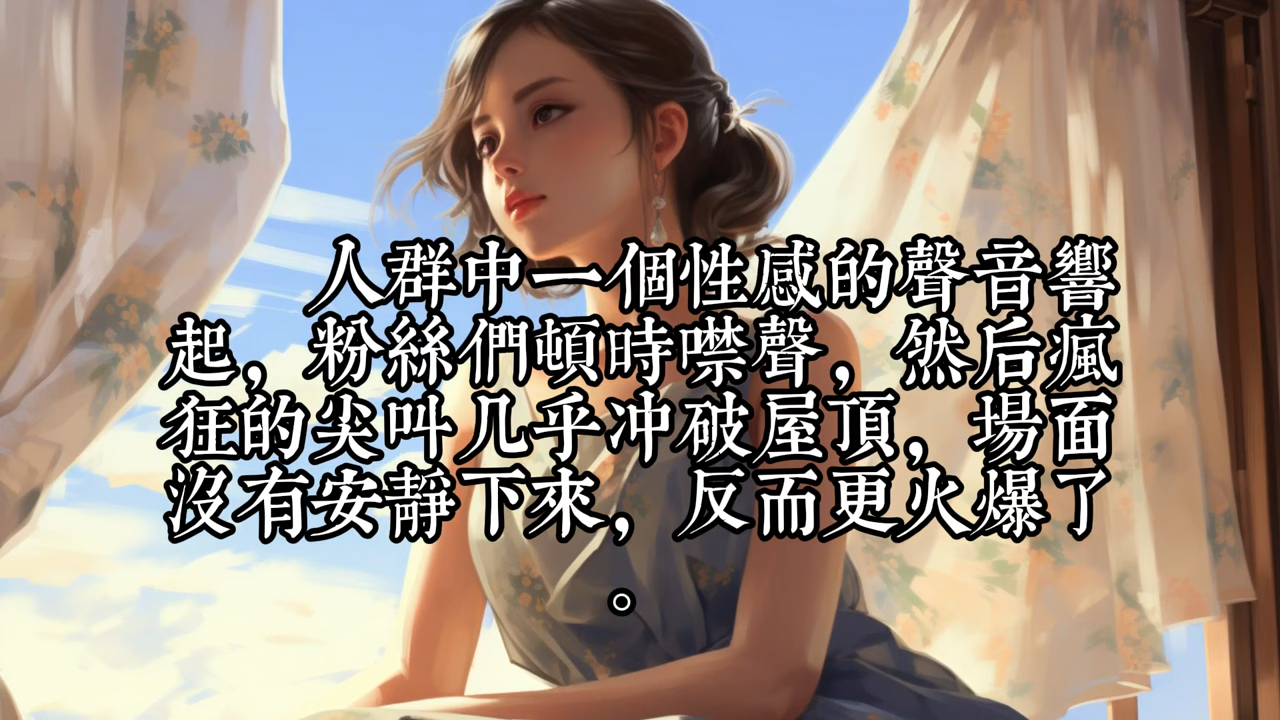 人群中一個性感的聲音響
起，粉絲們頓時噤聲，然后瘋
狂的尖叫几乎冲破屋頂，場面
沒有安靜下來，反而更火爆了
。